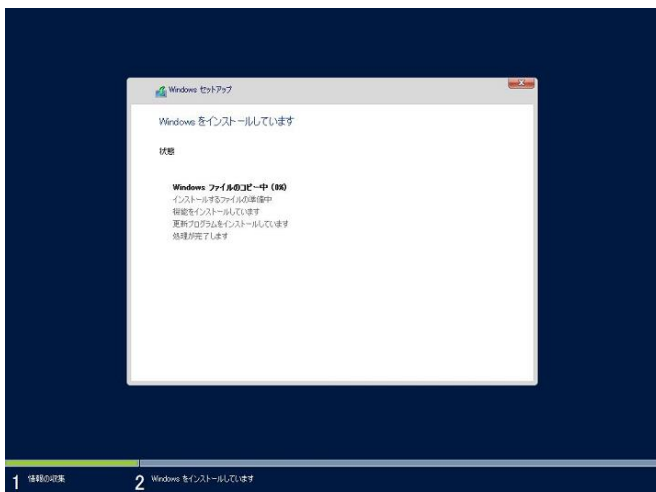 Windows セットアップ
Windows をインストールしています
状態
Windows ファイルのコピー中 (0%)
インストールするファイルの準備中
機能をインストールしています
更新プログラムをインストールしています
処理が完了します
1 情報の収集
2 Windows をインストールしています